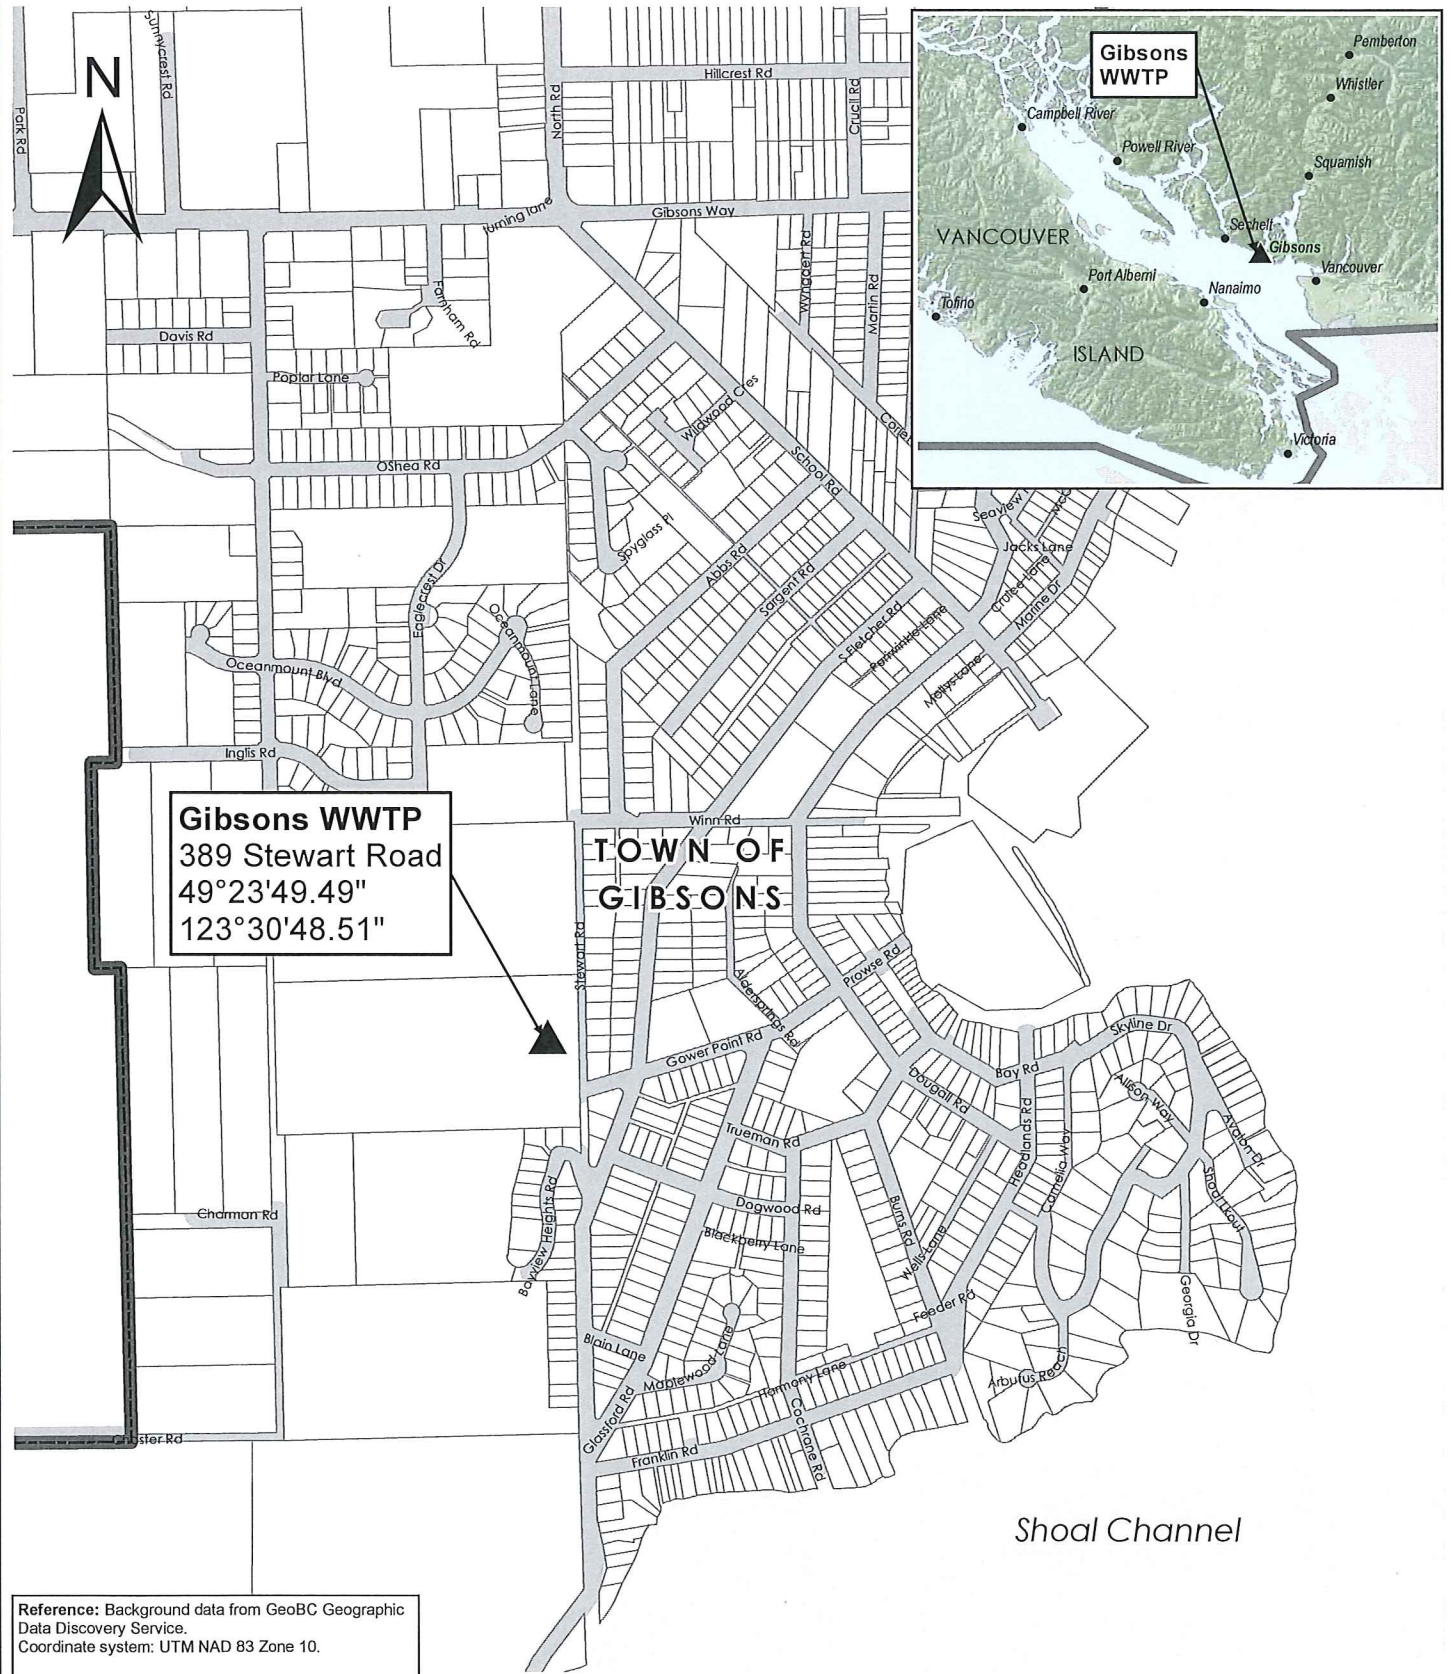 N
Park Rd
Sunnycrest Rd
North Rd
Hillcrest Rd
Crucil Rd
turning lane
Gibsons Way
Wyngaert Rd
Martin Rd
Farnham Rd
Davis Rd
Poplar Lane
Wildwood Cres
OShea Rd
School Rd
Spyglass Pl
Abbs Rd
Sargent Rd
Eaglecrest Dr
Oceanmount Lane
Oceanmount Blvd
S Fletcher Rd
Periwinkle Lane
Mellys Lane
Jacks Lane
Marine Dr
Inglis Rd
Winn Rd
Gibsons WWTP
389 Stewart Road
49°23'49.49"
123°30'48.51"
TOWN OF
GIBSONS
Stewart Rd
Aldersprings Rd
Prowse Rd
Gower Point Rd
Skyline Dr
Bay Rd
Allison Way
Dougall Rd
Headlands Rd
Camelia Way
Avalon Dr
Trueman Rd
Shoal Lkout
Charman Rd
Bayview Heights Rd
Dogwood Rd
Burns Rd
Blackberry Lane
Wells Lane
Georgia Dr
Feeder Rd
Blain Lane
Maplewood Lane
Harmony Lane
Arbutus Reach
Glassford Rd
Cochrane Rd
Chaster Rd
Franklin Rd
Shoal Channel
Gibsons
WWTP
Pemberton
Whistler
Campbell River
Powell River
Squamish
Sechelt
Gibsons
VANCOUVER
Vancouver
Port Alberni
Nanaimo
Tofino
ISLAND
Victoria
Seaview
Reference: Background data from GeoBC Geographic
Data Discovery Service.
Coordinate system: UTM NAD 83 Zone 10.